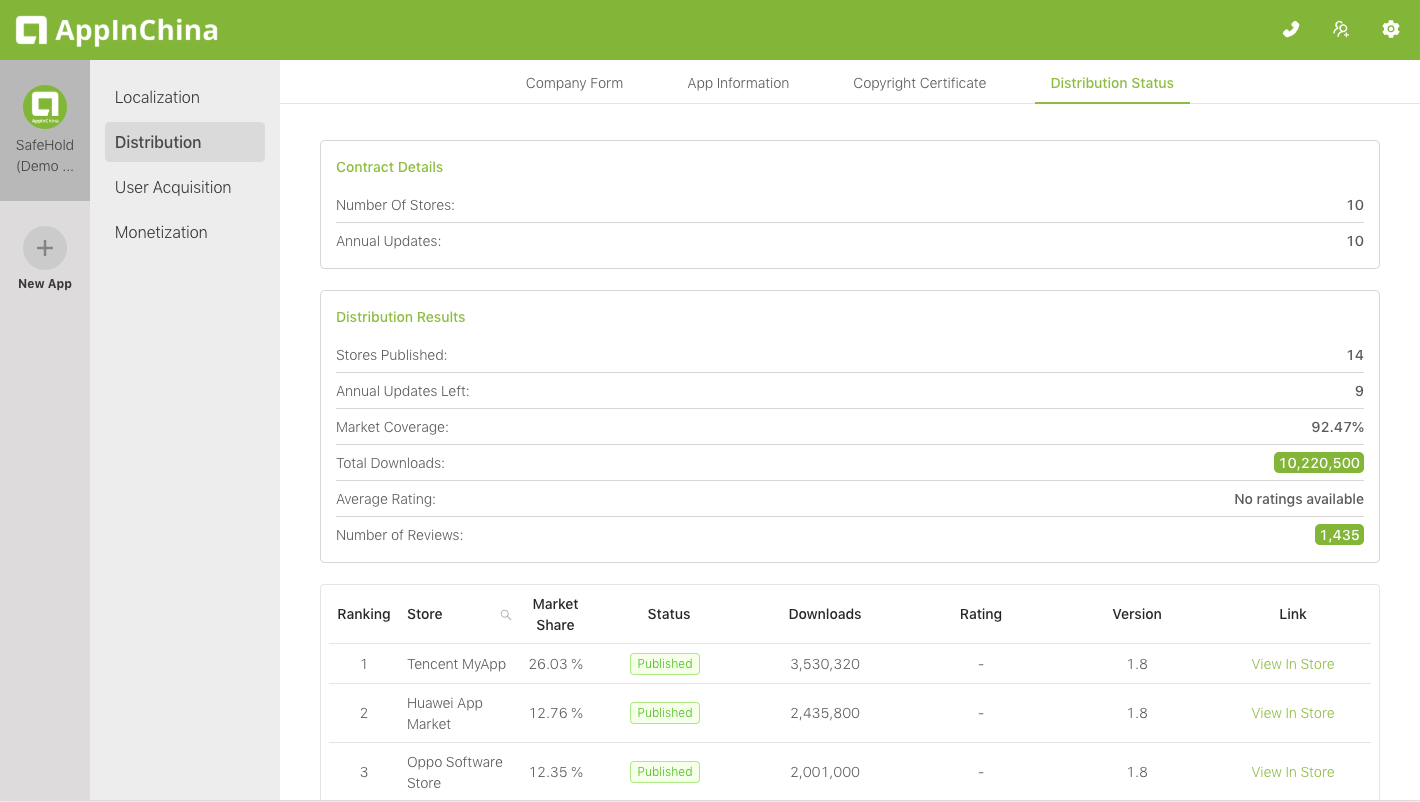 AppInChina
AppInChina
SafeHold
(Demo ...
New App
Localization
Distribution
User Acquisition
Monetization
Company Form
App Information
Copyright Certificate
Distribution Status
Contract Details
Number Of Stores: 10
Annual Updates: 10
Distribution Results
Stores Published: 14
Annual Updates Left: 9
Market Coverage: 92.47%
Total Downloads: 10,220,500
Average Rating: No ratings available
Number of Reviews: 1,435
Ranking Store Market Share Status Downloads Rating Version Link
1 Tencent MyApp 26.03 % Published 3,530,320 - 1.8 View In Store
2 Huawei App Market 12.76 % Published 2,435,800 - 1.8 View In Store
3 Oppo Software Store 12.35 % Published 2,001,000 - 1.8 View In Store